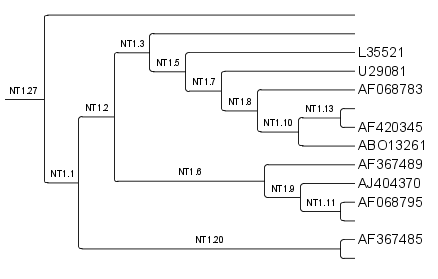 NT1.3
L35521
NT1.5
U29081
NT1.7
AF068783
NT1.27
NT1.8
NT1.13
NT1.2
NT1.10
AF420345
ABO13261
AF367489
NT1.1
NT1.6
AJ404370
NT1.9
NT1.11
AF068795
NT1.20
AF367485